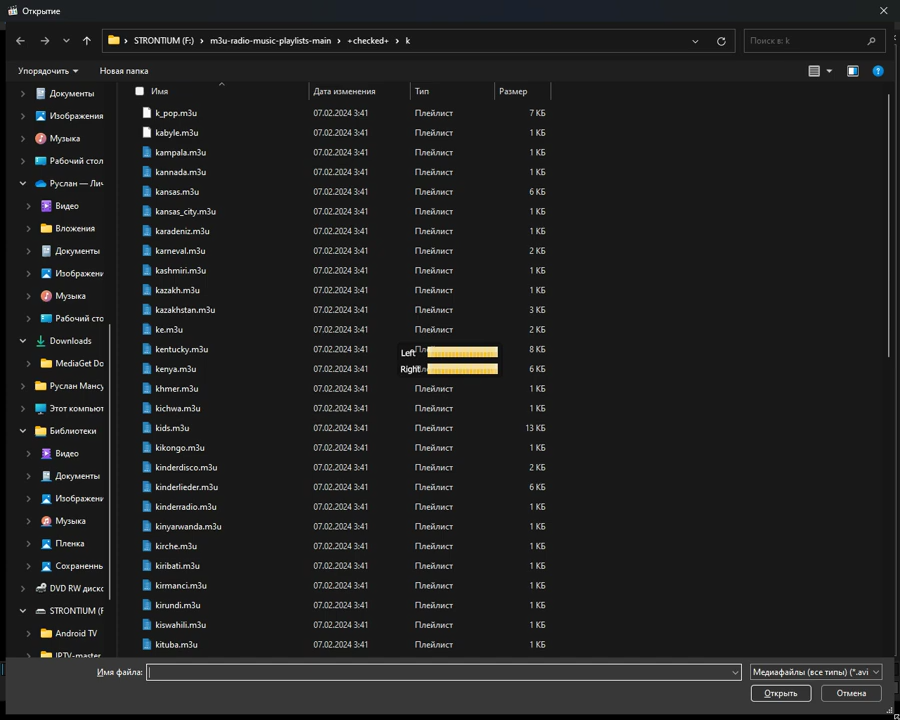 Открытие
STRONTIUM (F:) > m3u-radio-music-playlists-main > +checked+ > k
Поиск в: k
Упорядочить
Новая папка
Имя Дата изменения Тип Размер
Документы
Изображения
Музыка
Рабочий стол
Руслан — Лич
Видео
Вложения
Документы
Изображени
Музыка
Рабочий сто
Downloads
MediaGet Do
Руслан Мансу
Этот компьют
Библиотеки
Видео
Документы
Изображени
Музыка
Пленка
Сохраненны
DVD RW диско
STRONTIUM (F
Android TV
IPTV-master
k_pop.m3u 07.02.2024 3:41 Плейлист 7 КБ
kabyle.m3u 07.02.2024 3:41 Плейлист 1 КБ
kampala.m3u 07.02.2024 3:41 Плейлист 1 КБ
kannada.m3u 07.02.2024 3:41 Плейлист 1 КБ
kansas.m3u 07.02.2024 3:41 Плейлист 6 КБ
kansas_city.m3u 07.02.2024 3:41 Плейлист 1 КБ
karadeniz.m3u 07.02.2024 3:41 Плейлист 1 КБ
karneval.m3u 07.02.2024 3:41 Плейлист 2 КБ
kashmiri.m3u 07.02.2024 3:41 Плейлист 1 КБ
kazakh.m3u 07.02.2024 3:41 Плейлист 1 КБ
kazakhstan.m3u 07.02.2024 3:41 Плейлист 3 КБ
ke.m3u 07.02.2024 3:41 Плейлист 2 КБ
kentucky.m3u 07.02.2024 3:41 8 КБ
Left
kenya.m3u 07.02.2024 3:41 6 КБ
Right
khmer.m3u 07.02.2024 3:41 Плейлист 1 КБ
kichwa.m3u 07.02.2024 3:41 Плейлист 1 КБ
kids.m3u 07.02.2024 3:41 Плейлист 13 КБ
kikongo.m3u 07.02.2024 3:41 Плейлист 1 КБ
kinderdisco.m3u 07.02.2024 3:41 Плейлист 2 КБ
kinderlieder.m3u 07.02.2024 3:41 Плейлист 6 КБ
kinderradio.m3u 07.02.2024 3:41 Плейлист 1 КБ
kinyarwanda.m3u 07.02.2024 3:41 Плейлист 1 КБ
kirche.m3u 07.02.2024 3:41 Плейлист 1 КБ
kiribati.m3u 07.02.2024 3:41 Плейлист 1 КБ
kirmanci.m3u 07.02.2024 3:41 Плейлист 1 КБ
kirundi.m3u 07.02.2024 3:41 Плейлист 1 КБ
kiswahili.m3u 07.02.2024 3:41 Плейлист 1 КБ
kituba.m3u 07.02.2024 3:41 Плейлист 1 КБ
Имя файла:
Медиафайлы (все типы) (*.avi
Открыть
Отмена